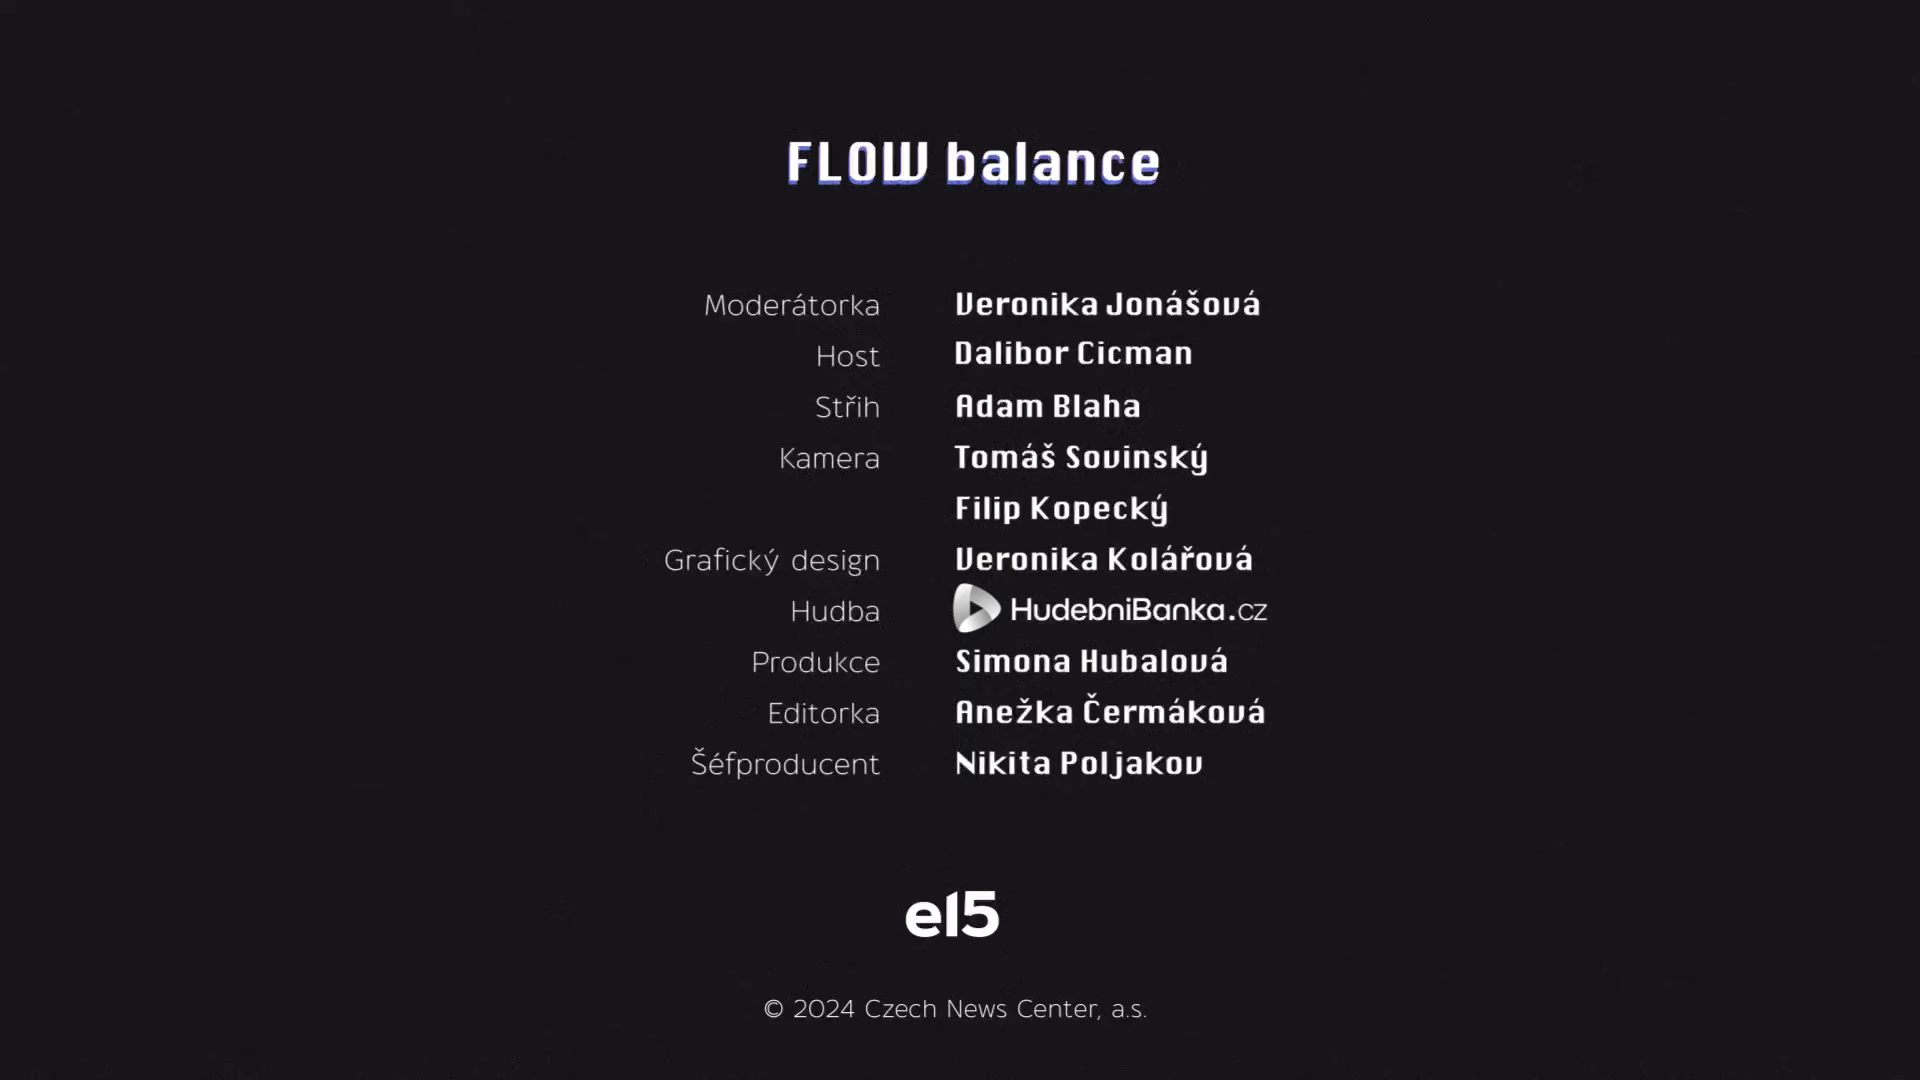 FLOW balance
Moderátorka Veronika Jonášová
Host Dalibor Cicman
Střih Adam Blaha
Kamera Tomáš Sovinský
Filip Kopecký
Grafický design Veronika Kolářová
Hudba HudebniBanka.cz
Produkce Simona Hubalová
Editorka Anežka Čermáková
Šéfproducent Nikita Poljakov
e15
© 2024 Czech News Center, a.s.